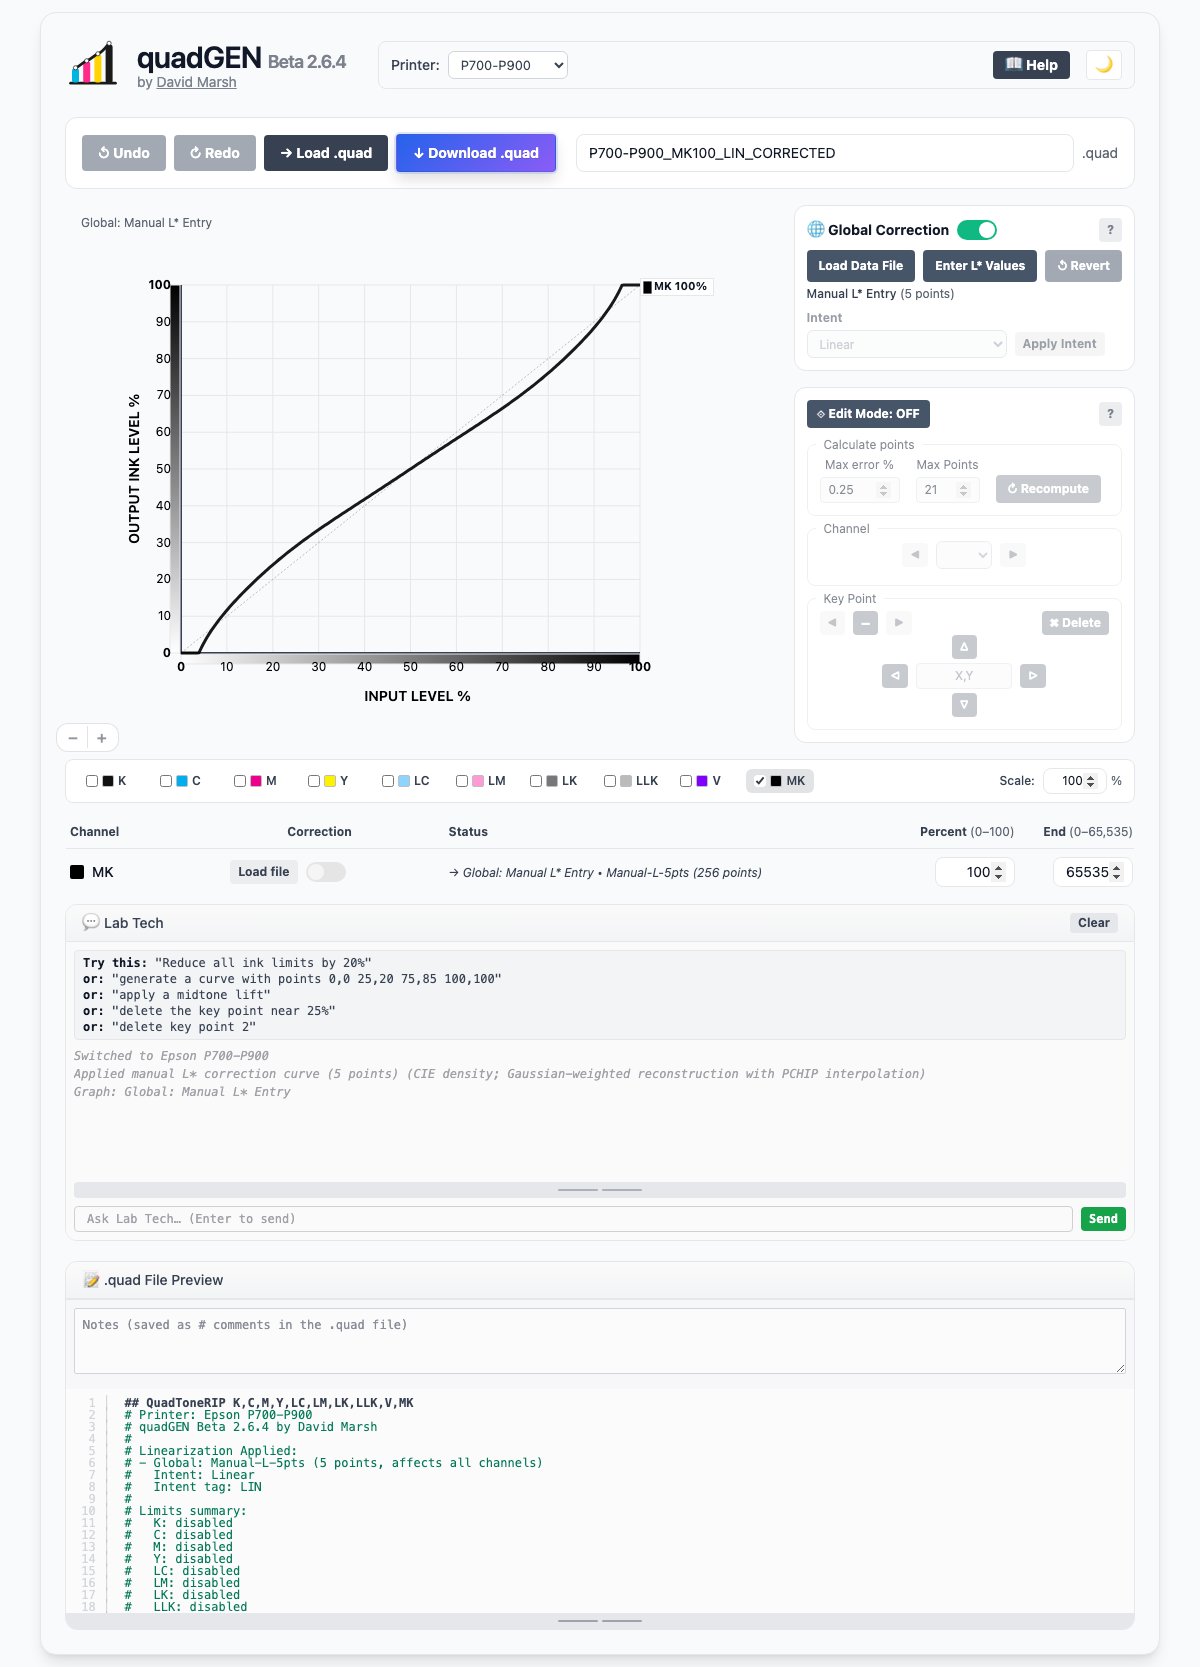 quadGEN Beta 2.6.4
by David Marsh
Printer: P700-P900
📖 Help
↺ Undo
↻ Redo
→ Load .quad
↓ Download .quad
P700-P900_MK100_LIN_CORRECTED .quad
Global: Manual L* Entry
100
90
80
70
60
50
40
30
20
10
0
OUTPUT INK LEVEL %
MK 100%
0 10 20 30 40 50 60 70 80 90 100
INPUT LEVEL %
− +
🌐 Global Correction ?
Load Data File
Enter L* Values
↺ Revert
Manual L* Entry (5 points)
Intent
Linear
Apply Intent
⟐ Edit Mode: OFF ?
Calculate points
Max error % Max Points
0.25 21 ↻ Recompute
Channel
◀ ▶
Key Point
◀ − ▶ ✖ Delete
X,Y
K C M Y LC LM LK LLK V MK Scale: 100 %
Channel Correction Status Percent (0–100) End (0–65,535)
MK Load file → Global: Manual L* Entry • Manual-L-5pts (256 points) 100 65535
💬 Lab Tech Clear
Try this: "Reduce all ink limits by 20%"
or: "generate a curve with points 0,0 25,20 75,85 100,100"
or: "apply a midtone lift"
or: "delete the key point near 25%"
or: "delete key point 2"
Switched to Epson P700-P900
Applied manual L* correction curve (5 points) (CIE density; Gaussian-weighted reconstruction with PCHIP interpolation)
Graph: Global: Manual L* Entry
Ask Lab Tech… (Enter to send) Send
📝 .quad File Preview
Notes (saved as # comments in the .quad file)
1 ## QuadToneRIP K,C,M,Y,LC,LM,LK,LLK,V,MK
2 # Printer: Epson P700-P900
3 # quadGEN Beta 2.6.4 by David Marsh
4 #
5 # Linearization Applied:
6 # - Global: Manual-L-5pts (5 points, affects all channels)
7 #   Intent: Linear
8 #   Intent tag: LIN
9 #
10 # Limits summary:
11 #   K: disabled
12 #   C: disabled
13 #   M: disabled
14 #   Y: disabled
15 #   LC: disabled
16 #   LM: disabled
17 #   LK: disabled
18 #   LLK: disabled